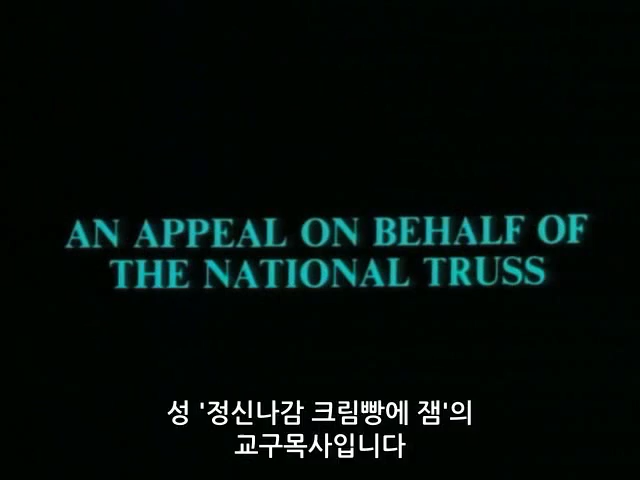 AN APPEAL ON BEHALF OF
THE NATIONAL TRUSS
성 '정신나감 크림빵에 잼'의
교구목사입니다